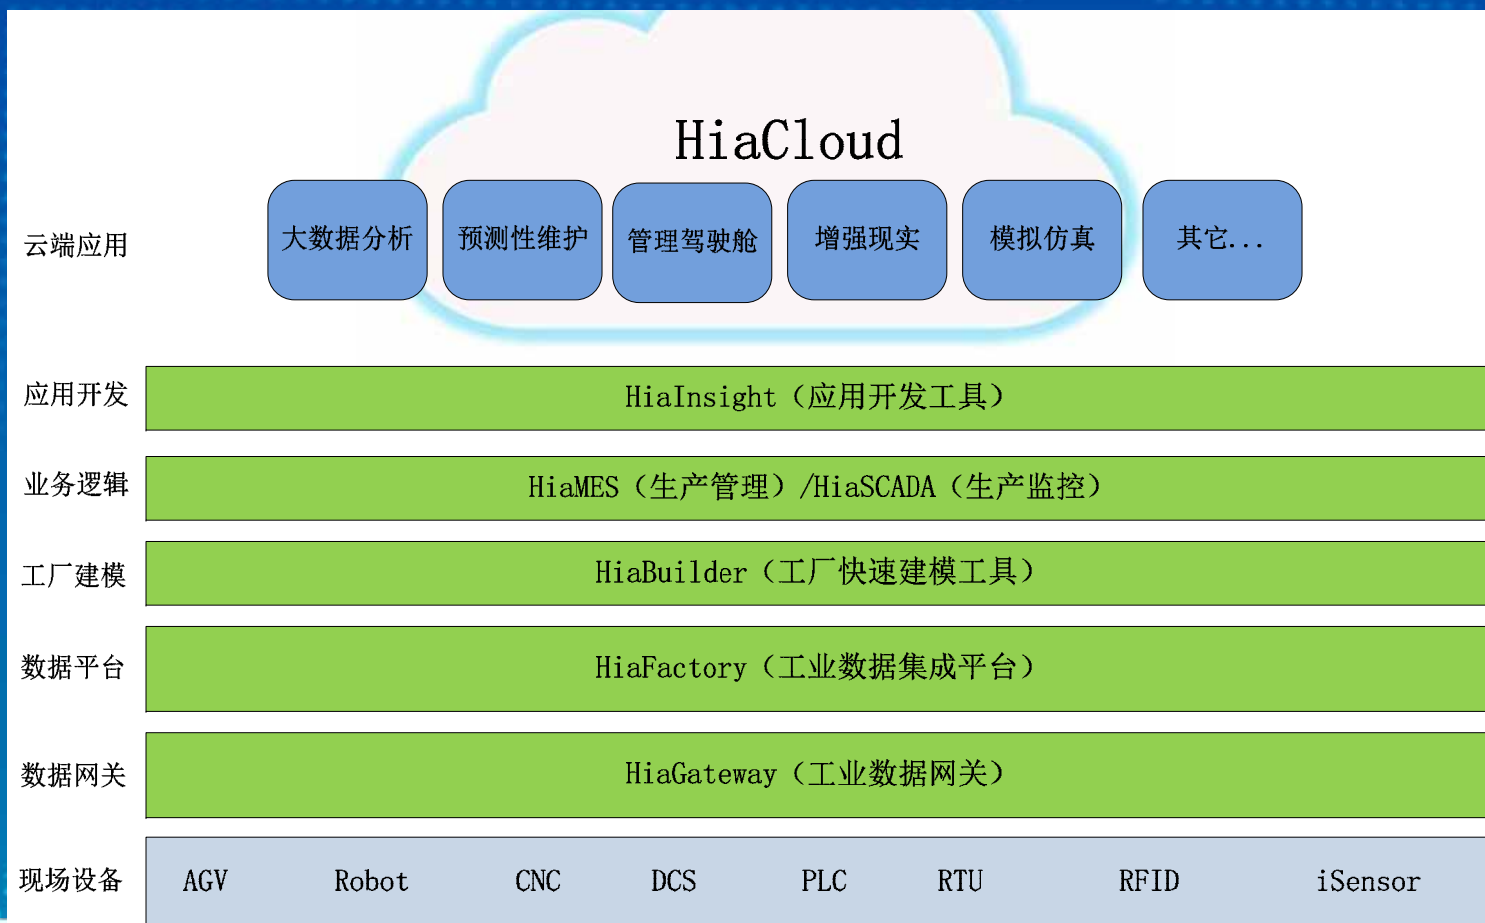 HiaCloud
云端应用
大数据分析
预测性维护
管理驾驶舱
增强现实
模拟仿真
其它...
应用开发
HiaInsight（应用开发工具）
业务逻辑
HiaMES（生产管理）/HiaSCADA（生产监控）
工厂建模
HiaBuilder（工厂快速建模工具）
数据平台
HiaFactory（工业数据集成平台）
数据网关
HiaGateway（工业数据网关）
现场设备
AGV Robot CNC DCS PLC RTU RFID iSensor